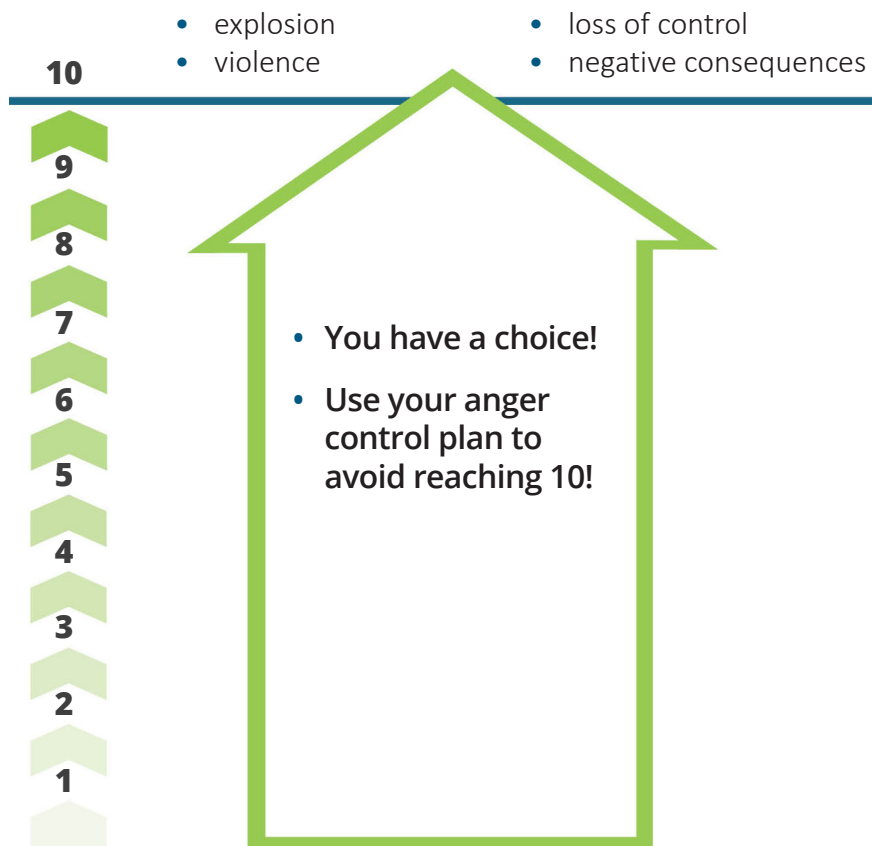 • explosion
• violence
• loss of control
• negative consequences
10
9
8
7
6
5
4
3
2
1
• You have a choice!
• Use your anger
control plan to
avoid reaching 10!